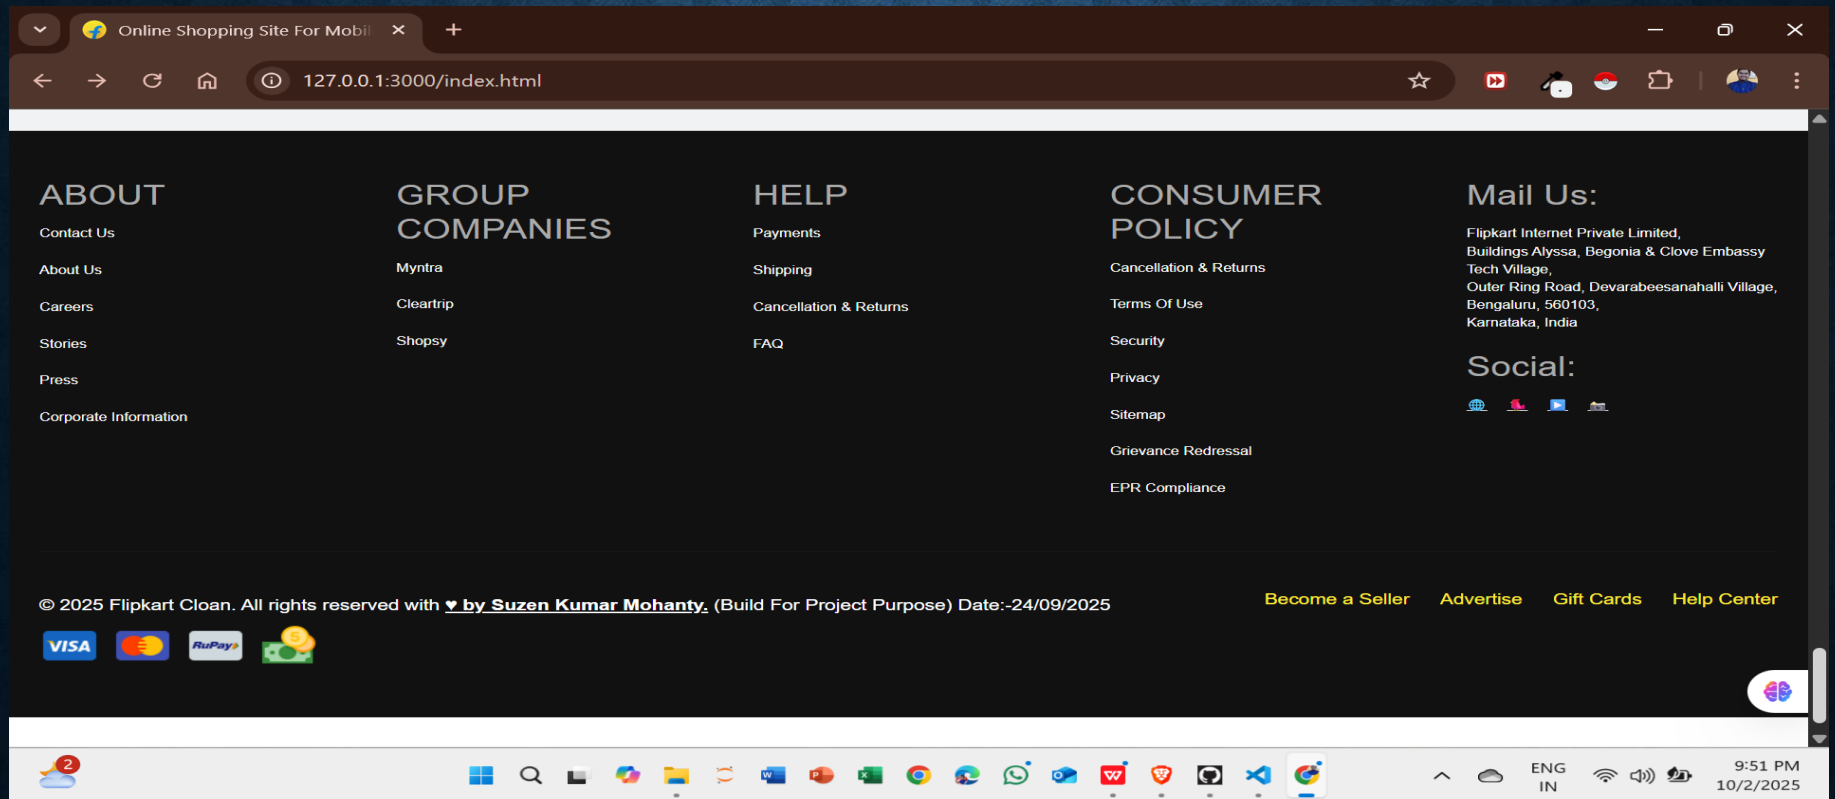 Online Shopping Site For Mobil
127.0.0.1:3000/index.html
ABOUT
Contact Us
About Us
Careers
Stories
Press
Corporate Information
GROUP
COMPANIES
Myntra
Cleartrip
Shopsy
HELP
Payments
Shipping
Cancellation & Returns
FAQ
CONSUMER
POLICY
Cancellation & Returns
Terms Of Use
Security
Privacy
Sitemap
Grievance Redressal
EPR Compliance
Mail Us:
Flipkart Internet Private Limited,
Buildings Alyssa, Begonia & Clove Embassy
Tech Village,
Outer Ring Road, Devarabeesanahalli Village,
Bengaluru, 560103,
Karnataka, India
Social:
© 2025 Flipkart Cloan. All rights reserved with ♥ by Suzen Kumar Mohanty. (Build For Project Purpose) Date:-24/09/2025
Become a Seller Advertise Gift Cards Help Center
VISA RuPay
2
ENG
IN
9:51 PM
10/2/2025